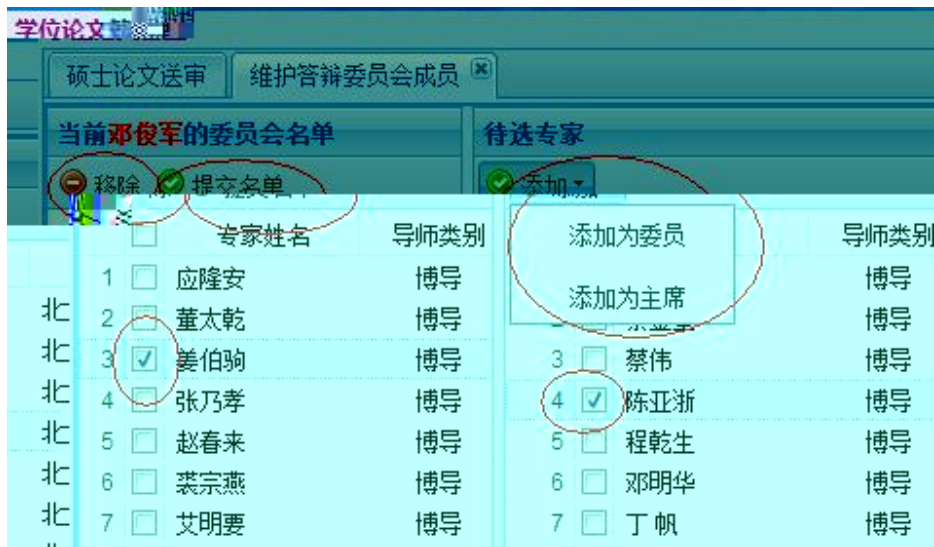 学位论文
硕士论文送审 维护答辩委员会成员
当前邓俊军的委员会名单 待选专家
移除 提交名单 添加
专家姓名 导师类别 添加为委员 导师类别
1 应隆安 博导 博导
北 2 董太乾 博导 添加为主席 博导
北 3 姜伯驹 博导 3 蔡伟 博导
北 4 张乃孝 博导 4 陈亚浙 博导
北 5 赵春来 博导 5 程乾生 博导
北 6 裘宗燕 博导 6 邓明华 博导
北 7 艾明要 博导 7 丁帆 博导